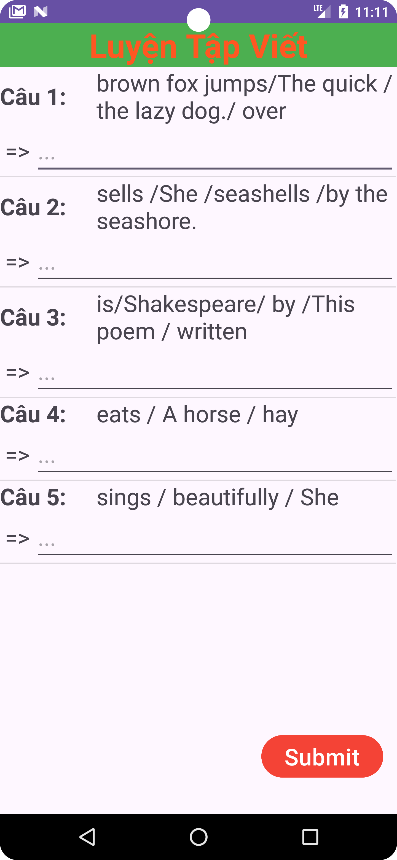 LTE 11:11
Luyện Tập Viết
Câu 1: brown fox jumps/The quick /
the lazy dog./ over
=> ...
Câu 2: sells /She /seashells /by the
seashore.
=> ...
Câu 3: is/Shakespeare/ by /This
poem / written
=> ...
Câu 4: eats / A horse / hay
=> ...
Câu 5: sings / beautifully / She
=> ...
Submit